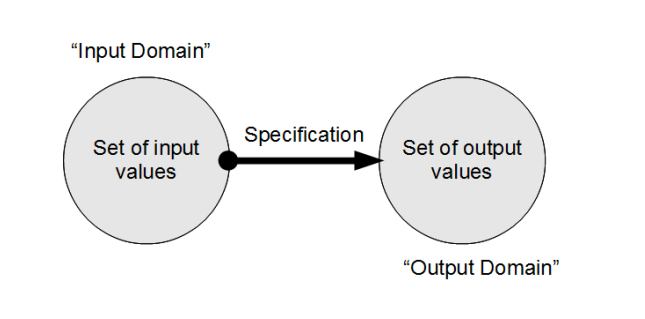 “Input Domain”
Specification
Set of input
values
Set of output
values
“Output Domain”